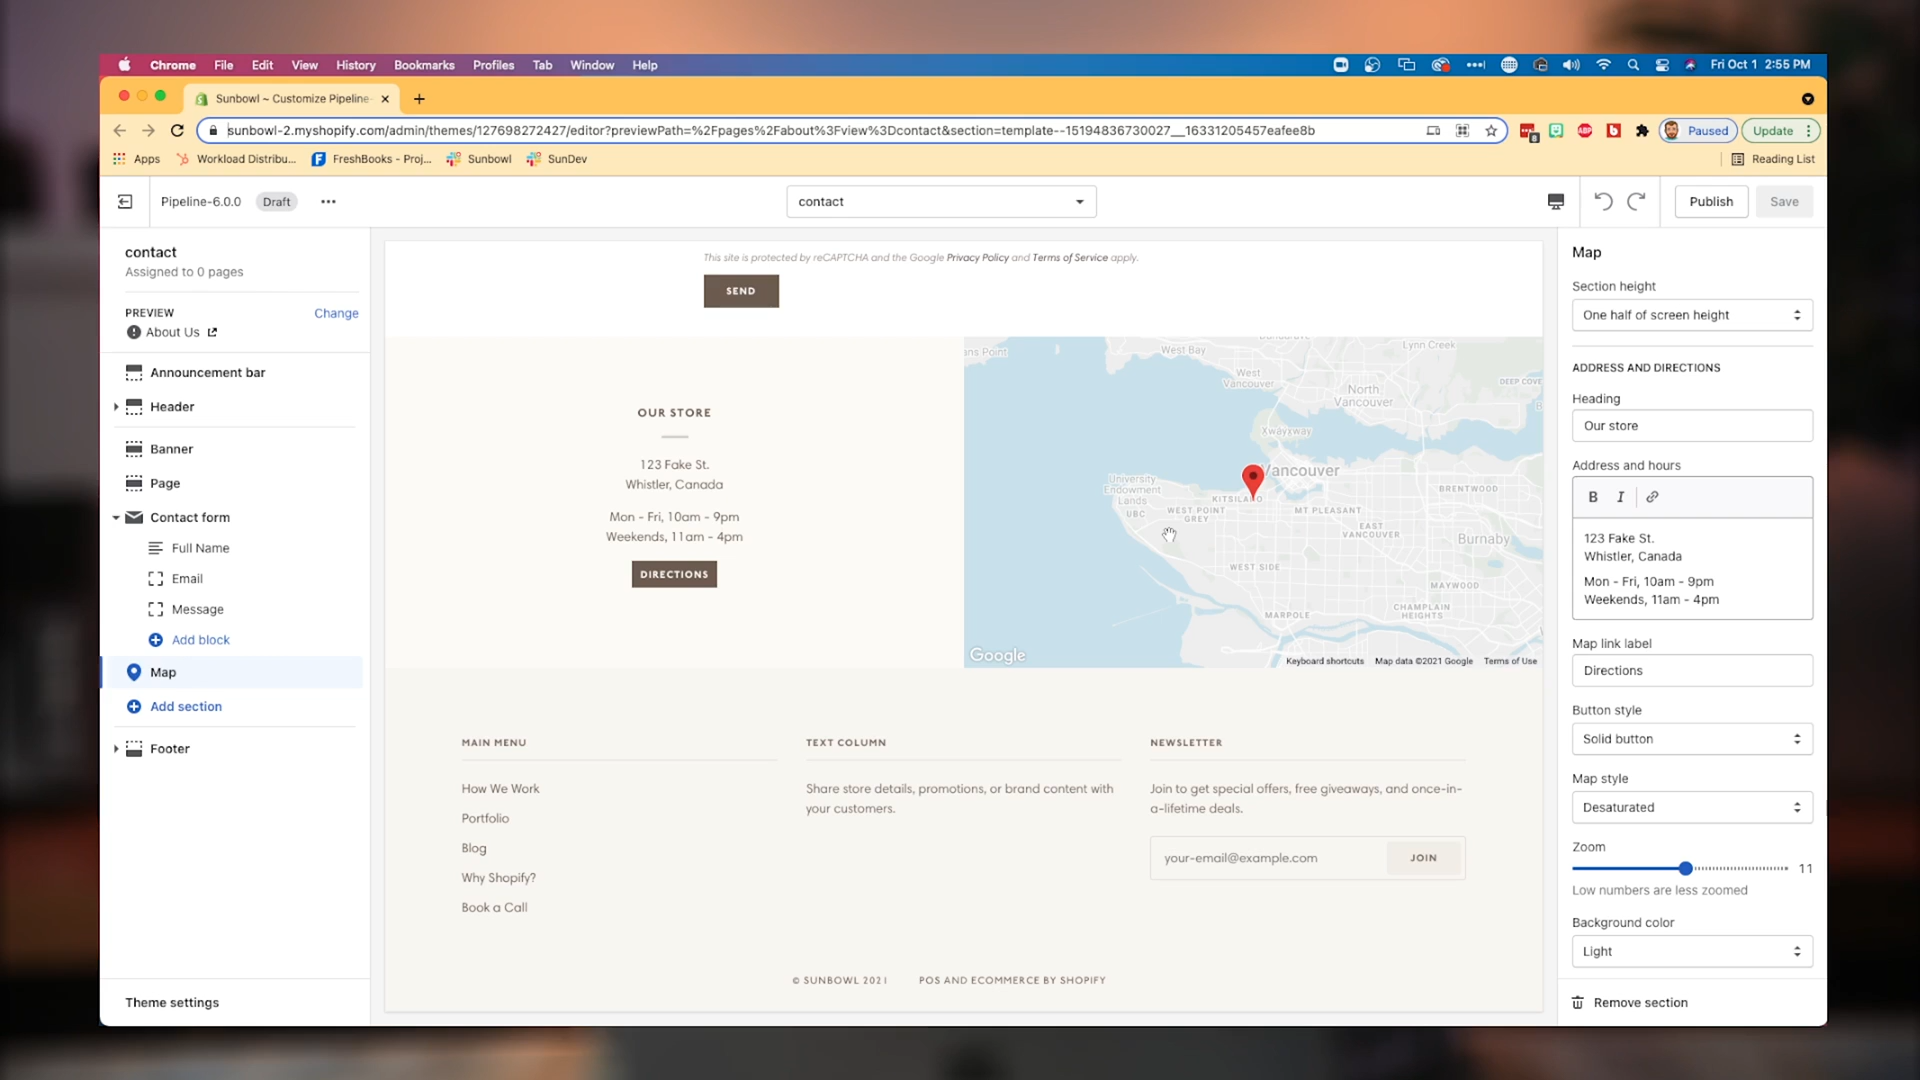 Chrome File Edit View History Bookmarks Profiles Tab Window Help
Fri Oct 1 2:55 PM
Sunbowl ~ Customize Pipeline-
sunbowl-2.myshopify.com/admin/themes/127698272427/editor?previewPath=%2Fpages%2Fabout%3Fview%3Dcontact&section=template--15194836730027__16331205457eafee8b
ABP
Paused
Update
Apps
Workload Distribu...
FreshBooks - Proj...
Sunbowl
SunDev
Reading List
Pipeline-6.0.0
Draft
contact
Publish
Save
contact
Assigned to 0 pages
PREVIEW
Change
About Us
Announcement bar
Header
Banner
Page
Contact form
Full Name
Email
Message
Add block
Map
Add section
Footer
Theme settings
This site is protected by reCAPTCHA and the Google Privacy Policy and Terms of Service apply.
SEND
OUR STORE
123 Fake St.
Whistler, Canada
Mon - Fri, 10am - 9pm
Weekends, 11am - 4pm
DIRECTIONS
ans Point
West Bay
Lynn Creek
West
Vancouver
North
Vancouver
DEEP COVE
Xwáýxway
Vancouver
University
Endowment
Lands
UBC
KITSILANO
WEST POINT
GREY
MT PLEASANT
BRENTWOOD
EAST
VANCOUVER
Burnaby
WEST SIDE
MAYWOOD
MARPOLE
CHAMPLAIN
HEIGHTS
Google
Keyboard shortcuts
Map data ©2021 Google
Terms of Use
MAIN MENU
How We Work
Portfolio
Blog
Why Shopify?
Book a Call
TEXT COLUMN
Share store details, promotions, or brand content with
your customers.
NEWSLETTER
Join to get special offers, free giveaways, and once-in-
a-lifetime deals.
your-email@example.com
JOIN
© SUNBOWL 2021
POS AND ECOMMERCE BY SHOPIFY
Map
Section height
One half of screen height
ADDRESS AND DIRECTIONS
Heading
Our store
Address and hours
B I
123 Fake St.
Whistler, Canada
Mon - Fri, 10am - 9pm
Weekends, 11am - 4pm
Map link label
Directions
Button style
Solid button
Map style
Desaturated
Zoom
11
Low numbers are less zoomed
Background color
Light
Remove section